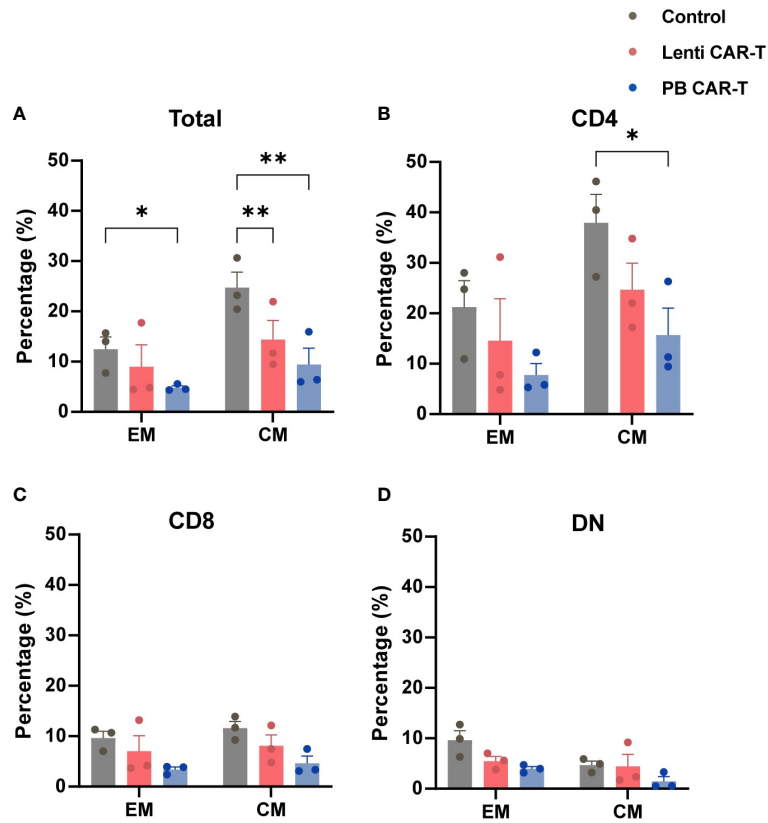 Control
Lenti CAR-T
PB CAR-T
A
Total
Percentage (%)
50
40
30
20
10
0
*
**
**
EM
CM
B
CD4
Percentage (%)
50
40
30
20
10
0
*
EM
CM
C
CD8
Percentage (%)
50
40
30
20
10
0
EM
CM
D
DN
Percentage (%)
50
40
30
20
10
0
EM
CM